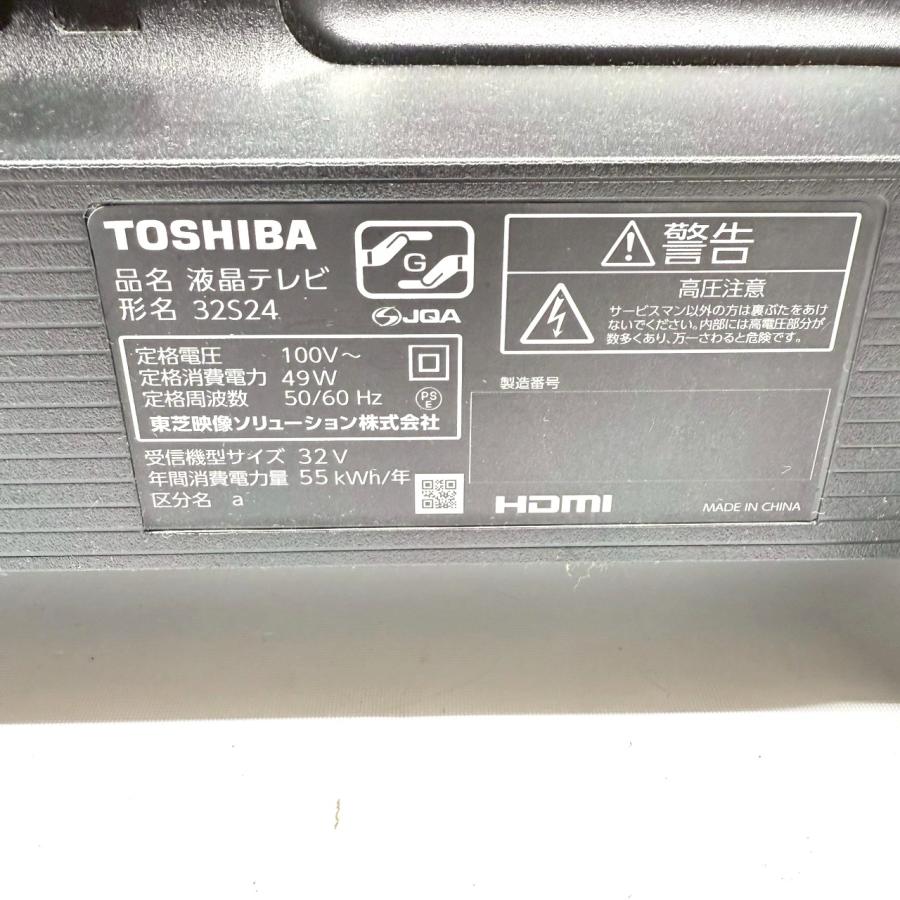 TOSHIBA
品名 液晶テレビ
形名 32S24
G
JQA
定格電圧 100V～
定格消費電力 49W
定格周波数 50/60 Hz
PS
E
東芝映像ソリューション株式会社
受信機型サイズ 32V
年間消費電力量 55kWh/年
区分名 a
警告
高圧注意
サービスマン以外の方は裏ぶたをあけ
ないでください。内部には高電圧部分が
数多くあり、万一さわると危険です。
製造番号
HDMI
MADE IN CHINA